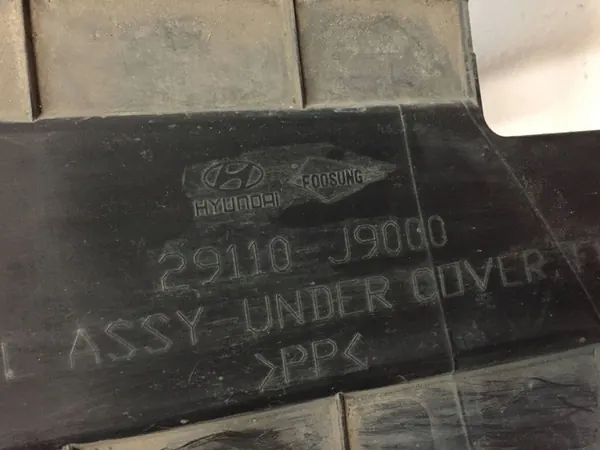 HYUNDAI FOOSUNG
29110-J9000
L ASSY-UNDER COVER,
>PP<